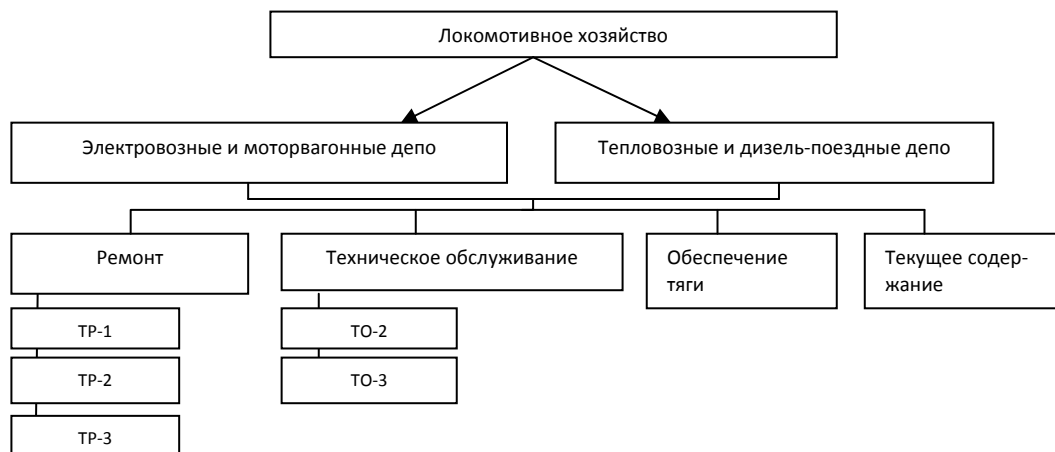 Локомотивное хозяйство
Электровозные и моторвагонные депо
Тепловозные и дизель-поездные депо
Ремонт
Техническое обслуживание
Обеспечение
тяги
Текущее содер-
жание
ТР-1
ТО-2
ТР-2
ТО-3
ТР-3